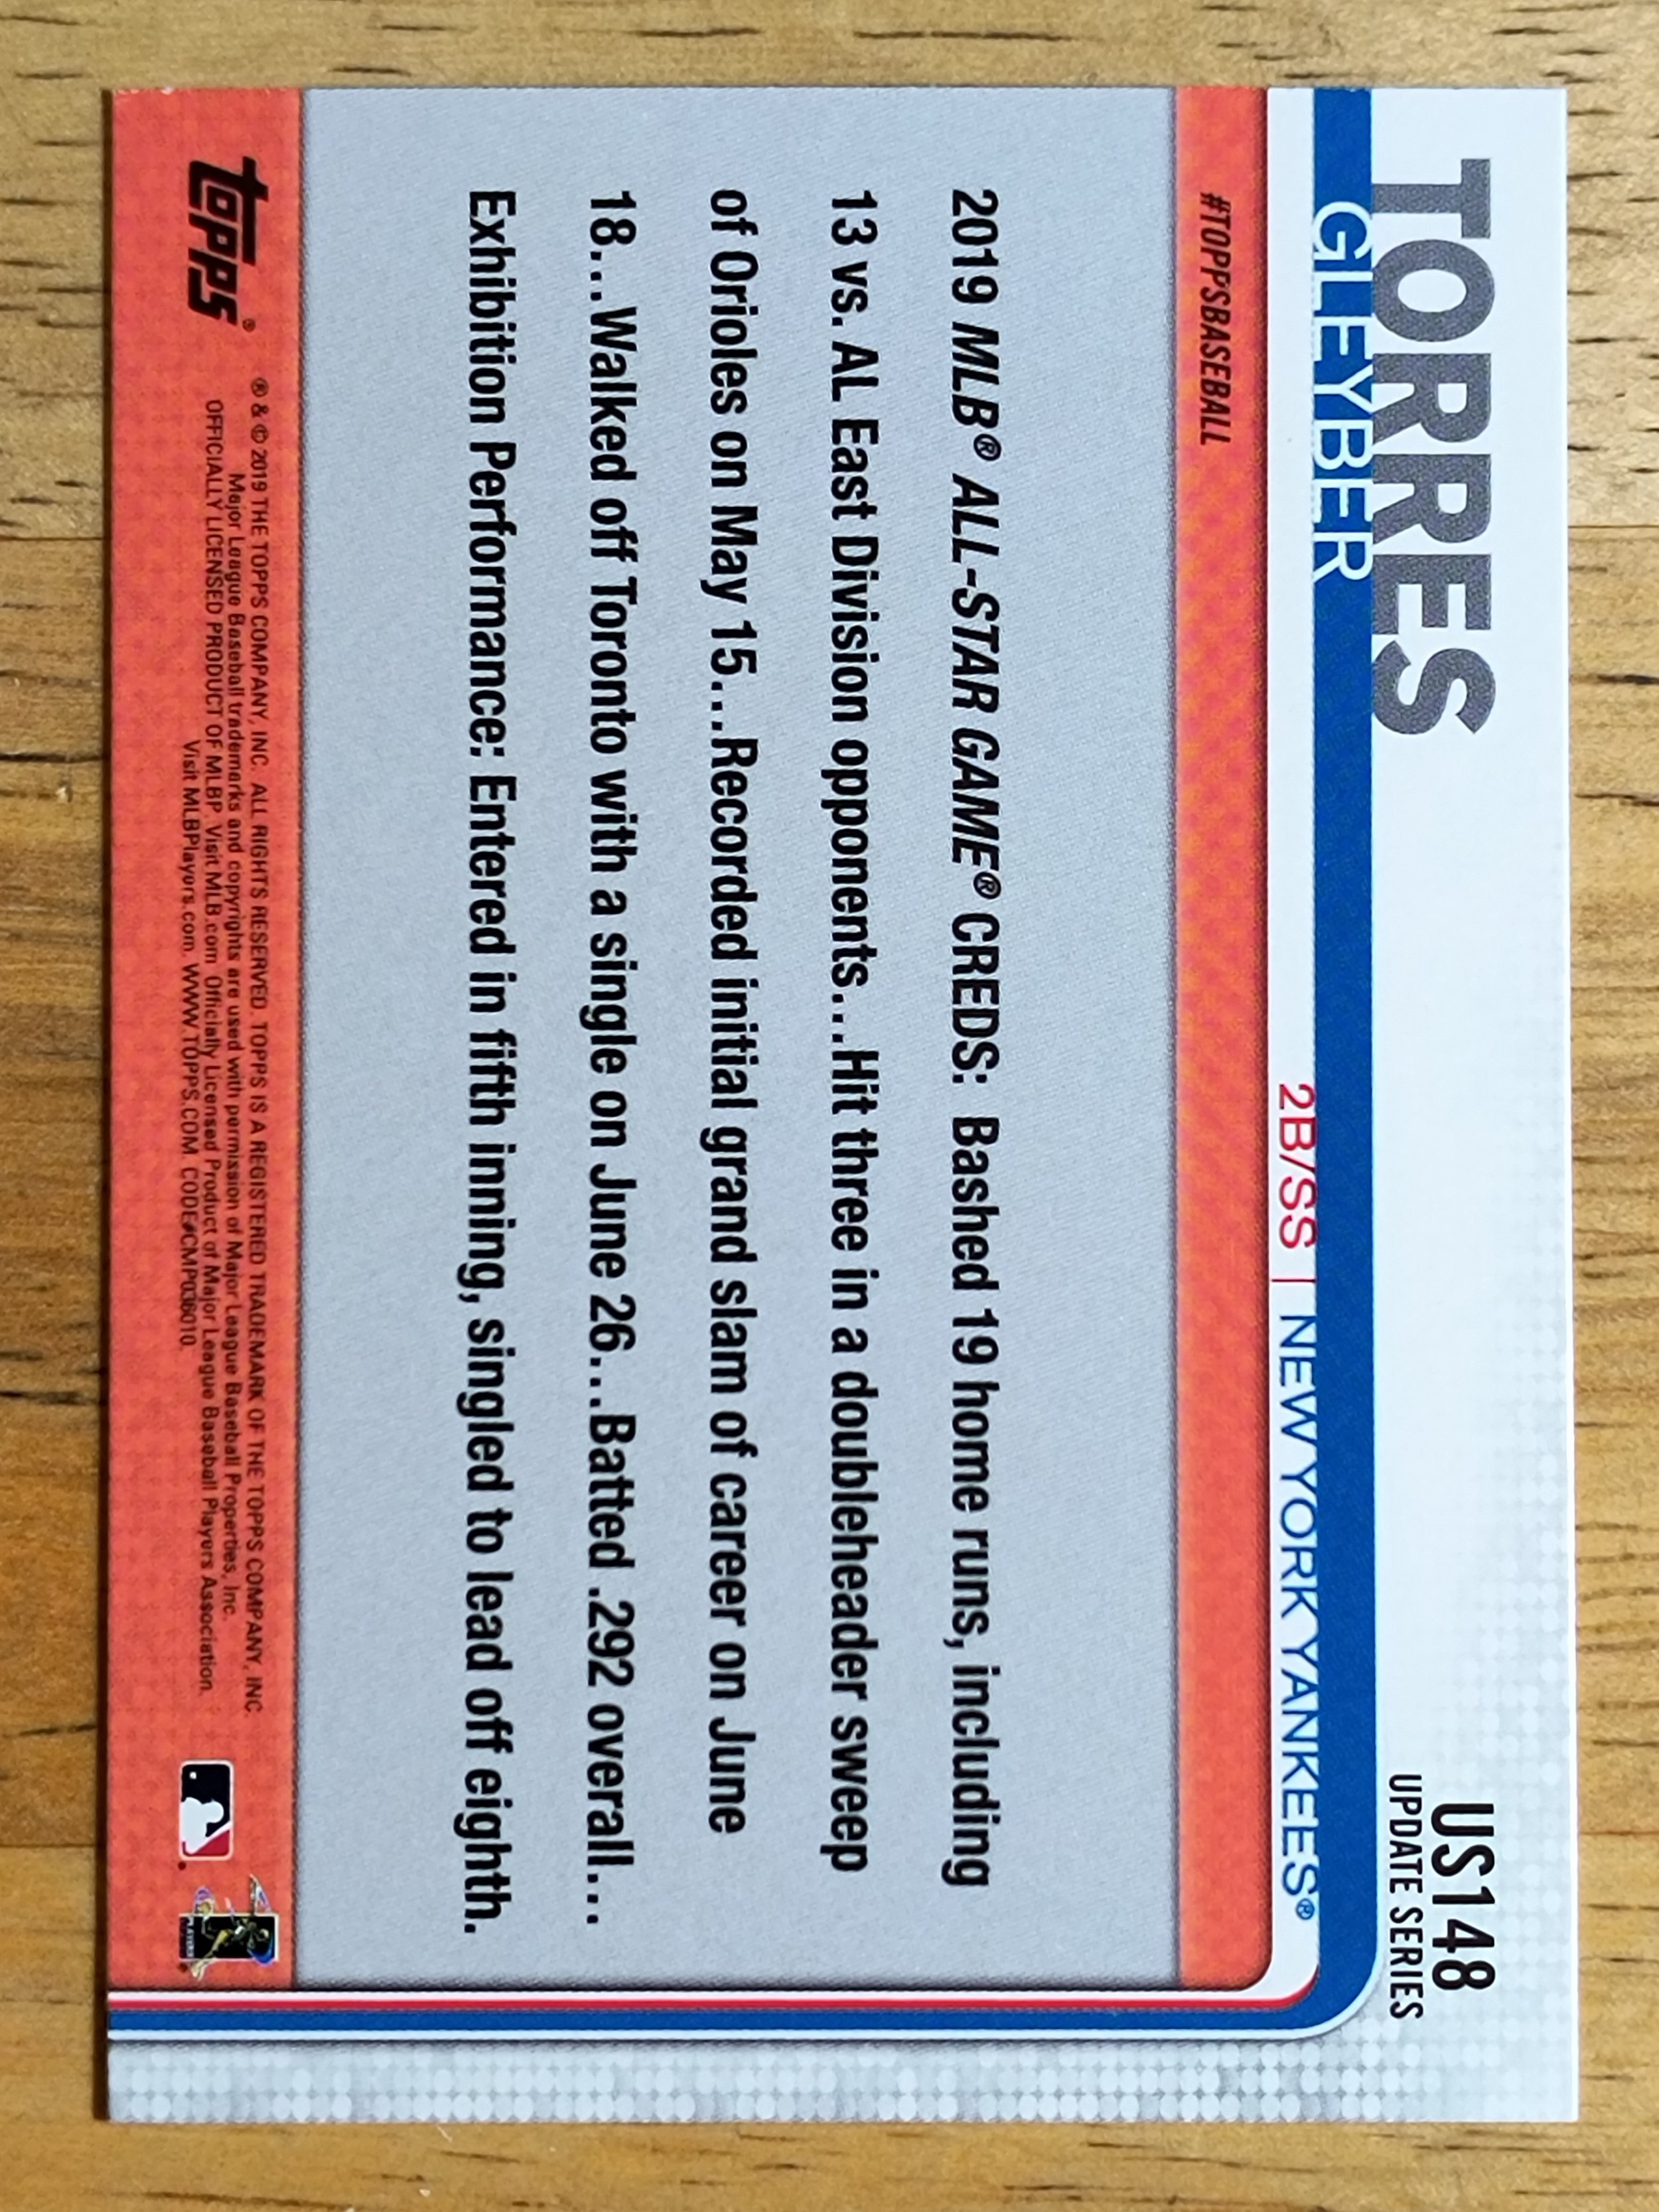 TORRES
GLEYBER
US148
UPDATE SERIES
2B/SS | NEW YORK YANKEES®
#TOPPSBASEBALL
2019 MLB® ALL-STAR GAME® CREDS: Bashed 19 home runs, including
13 vs. AL East Division opponents...Hit three in a doubleheader sweep
of Orioles on May 15...Recorded initial grand slam of career on June
18...Walked off Toronto with a single on June 26...Batted .292 overall...
Exhibition Performance: Entered in fifth inning, singled to lead off eighth.
topps®
® & © 2019 THE TOPPS COMPANY, INC. ALL RIGHTS RESERVED. TOPPS IS A REGISTERED TRADEMARK OF THE TOPPS COMPANY, INC.
Major League Baseball trademarks and copyrights are used with permission of Major League Baseball Properties, Inc.
OFFICIALLY LICENSED PRODUCT OF MLBP. Visit MLB.com. Officially Licensed Product of Major League Baseball Players Association.
Visit MLBPlayers.com. WWW.TOPPS.COM. CODE#CMP036010
PLAYERS